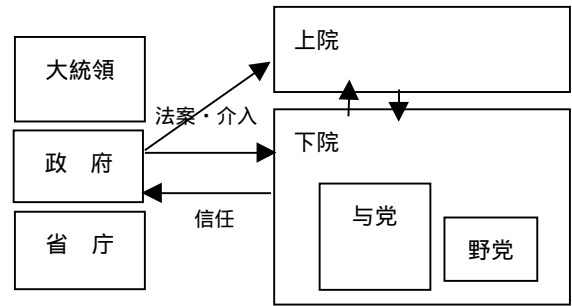 上院
大統領
法案・介入
下院
政　府
与党
信任
省　庁
野党